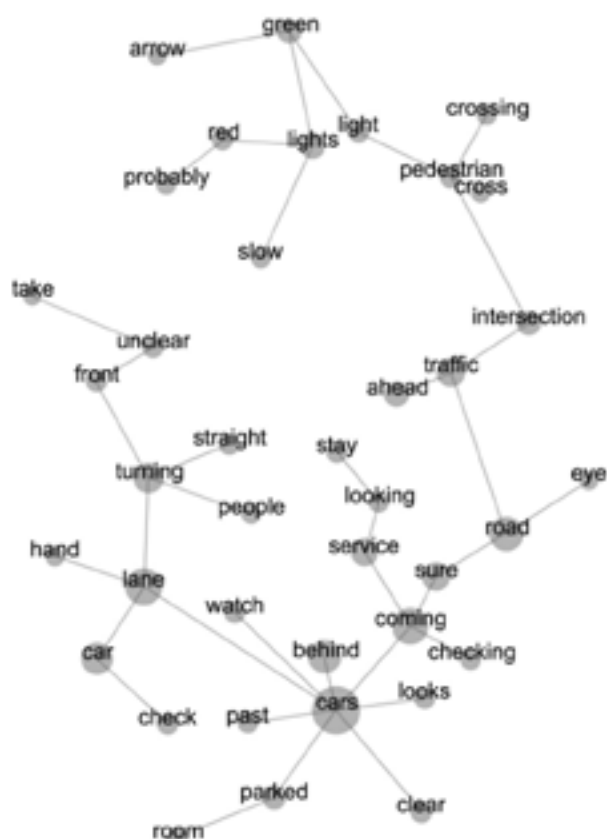 green
arrow
crossing
red
lights
light
probably
pedestrian
cross
slow
take
intersection
unclear
traffic
front
ahead
straight
stay
turning
eye
looking
people
road
hand
service
lane
sure
watch
coming
car
behind
checking
looks
cars
check
past
parked
clear
room